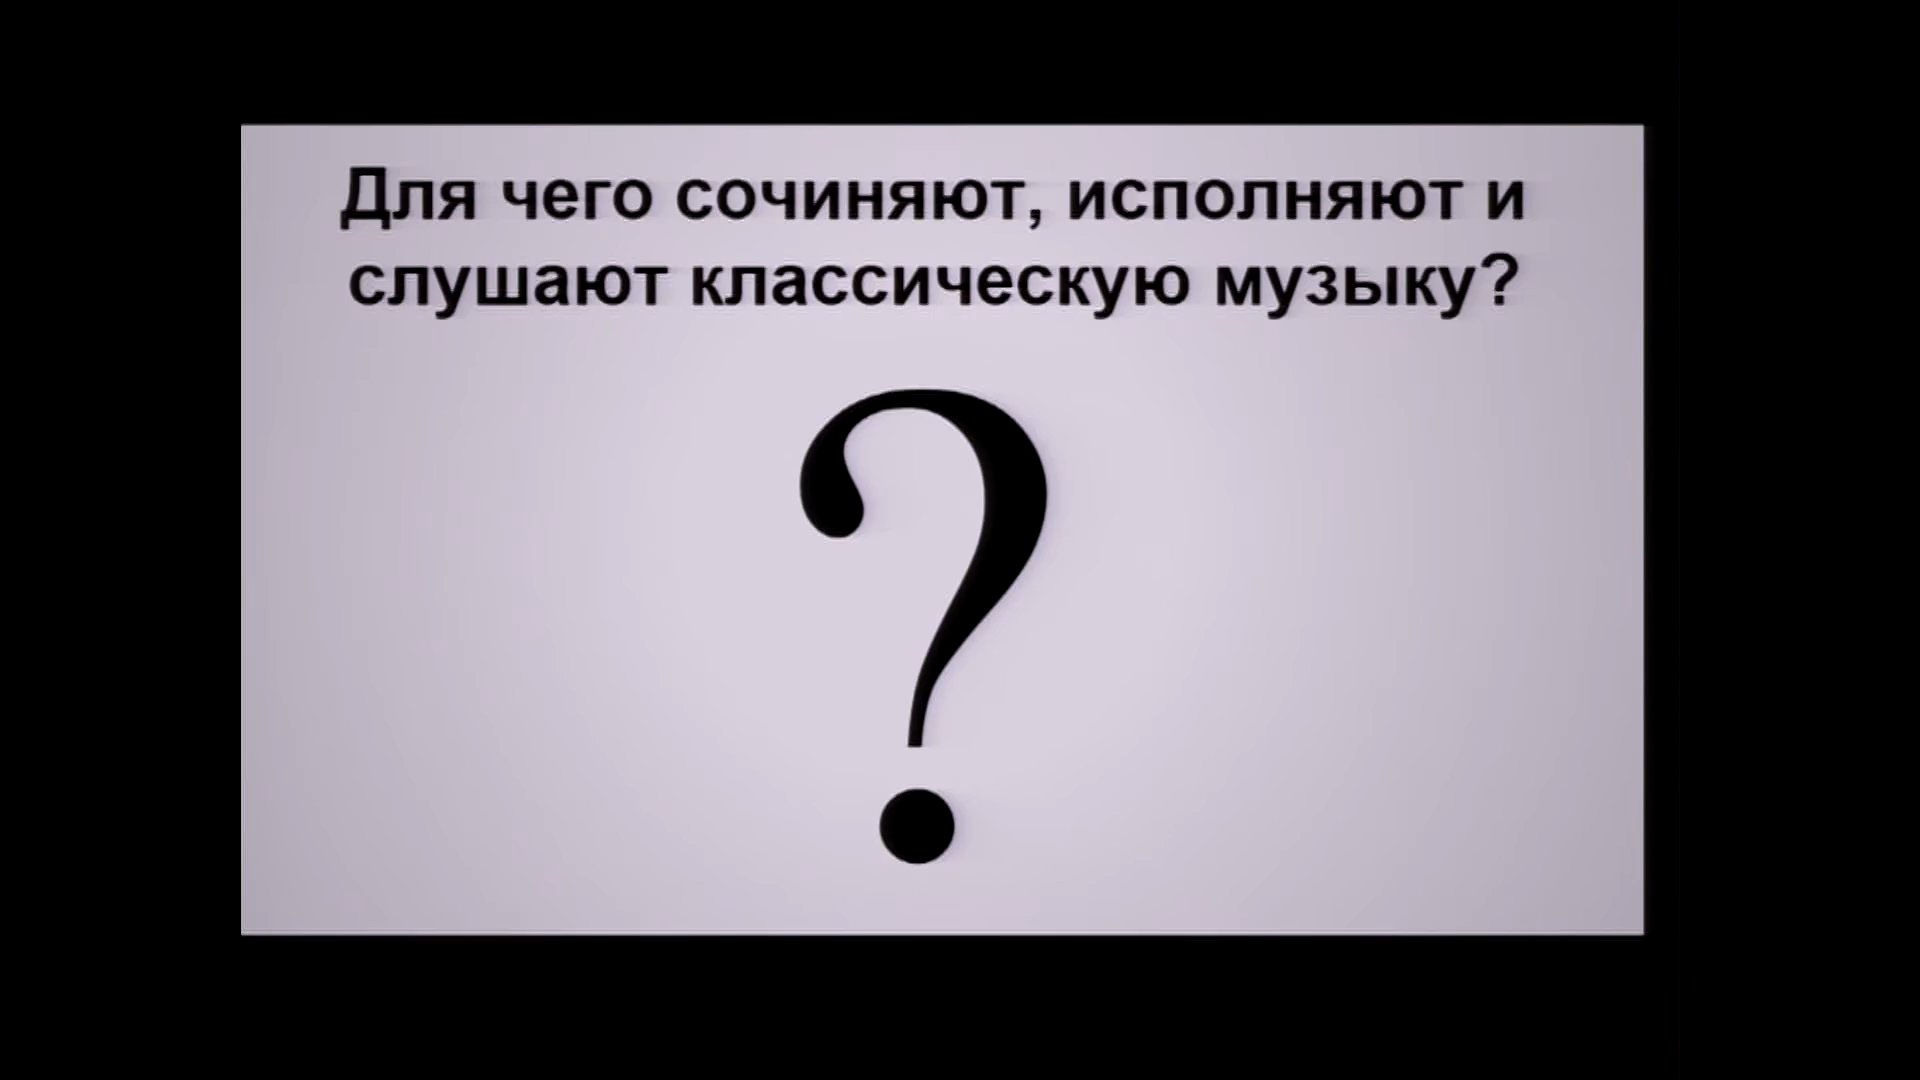 Для чего сочиняют, исполняют и
слушают классическую музыку?
?